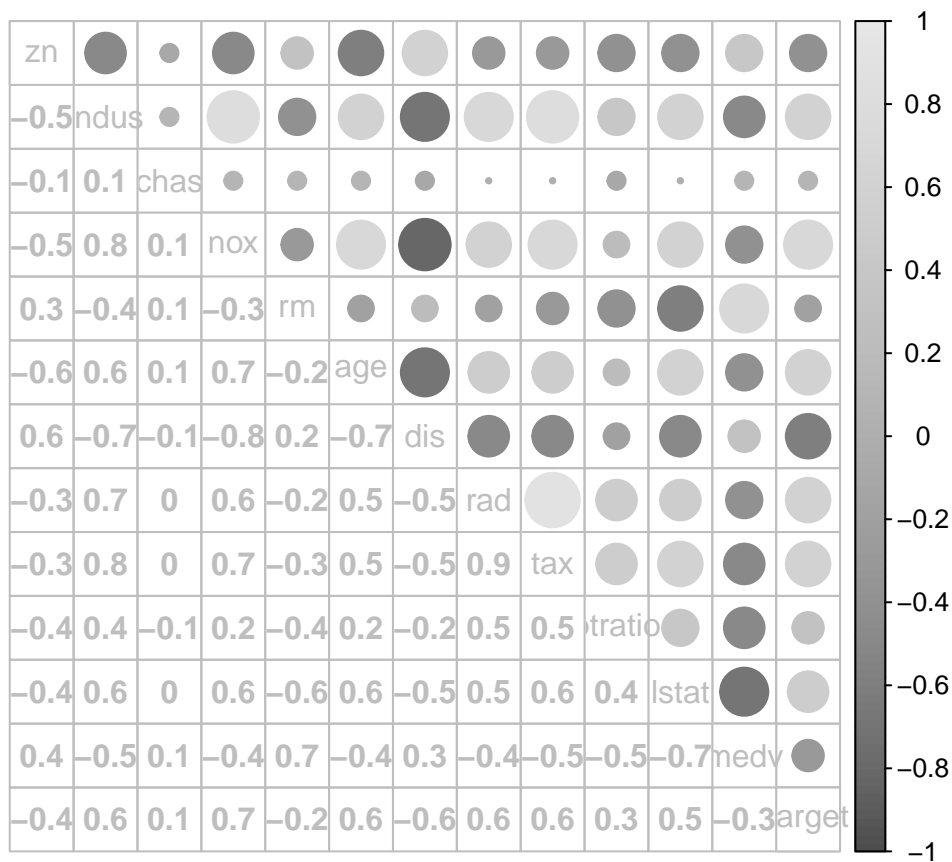 zn
−0.5 ndus
−0.1 0.1 chas
−0.5 0.8 0.1 nox
0.3 −0.4 0.1 −0.3 rm
−0.6 0.6 0.1 0.7 −0.2 age
0.6 −0.7 −0.1 −0.8 0.2 −0.7 dis
−0.3 0.7 0 0.6 −0.2 0.5 −0.5 rad
−0.3 0.8 0 0.7 −0.3 0.5 −0.5 0.9 tax
−0.4 0.4 −0.1 0.2 −0.4 0.2 −0.2 0.5 0.5 ptratio
−0.4 0.6 0 0.6 −0.6 0.6 −0.5 0.5 0.6 0.4 lstat
0.4 −0.5 0.1 −0.4 0.7 −0.4 0.3 −0.4 −0.5 −0.5 −0.7 medv
−0.4 0.6 0.1 0.7 −0.2 0.6 −0.6 0.6 0.6 0.3 0.5 −0.3 arget
1
0.8
0.6
0.4
0.2
0
−0.2
−0.4
−0.6
−0.8
−1